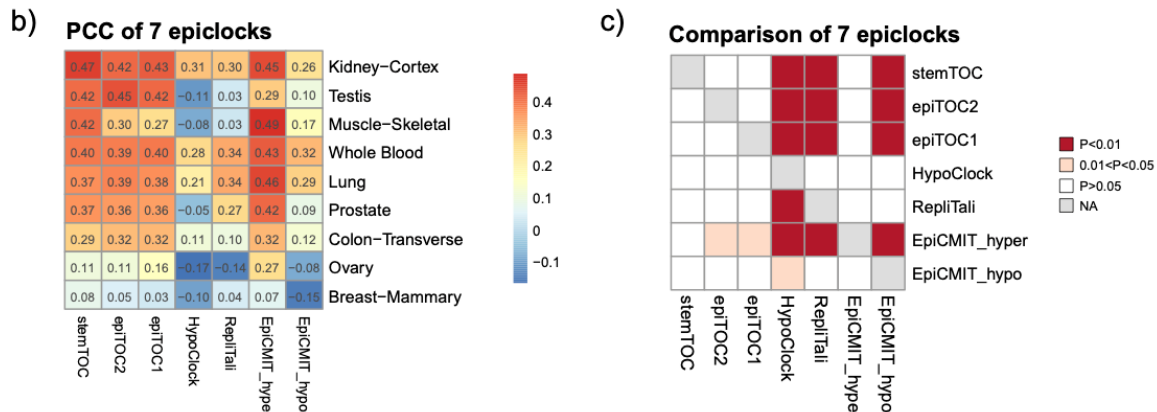 b)
PCC of 7 epiclocks
0.47 0.42 0.43 0.31 0.30 0.45 0.26 Kidney-Cortex
0.42 0.45 0.42 -0.11 0.03 0.29 0.10 Testis
0.42 0.30 0.27 -0.08 0.03 0.49 0.17 Muscle-Skeletal
0.40 0.39 0.40 0.28 0.34 0.43 0.32 Whole Blood
0.37 0.39 0.38 0.21 0.34 0.46 0.29 Lung
0.37 0.36 0.36 -0.05 0.27 0.42 0.09 Prostate
0.29 0.32 0.32 0.11 0.10 0.32 0.12 Colon-Transverse
0.11 0.11 0.16 -0.17 -0.14 0.27 -0.08 Ovary
0.08 0.05 0.03 -0.10 0.04 0.07 -0.15 Breast-Mammary
stemTOC
epiTOC2
epiTOC1
HypoClock
RepliTali
EpiCMIT_hype
EpiCMIT_hypo
0.4
0.3
0.2
0.1
0
-0.1
c)
Comparison of 7 epiclocks
stemTOC
epiTOC2
epiTOC1
HypoClock
RepliTali
EpiCMIT_hyper
EpiCMIT_hypo
stemTOC
epiTOC2
epiTOC1
HypoClock
RepliTali
EpiCMIT_hype
EpiCMIT_hypo
P<0.01
0.01<P<0.05
P>0.05
NA